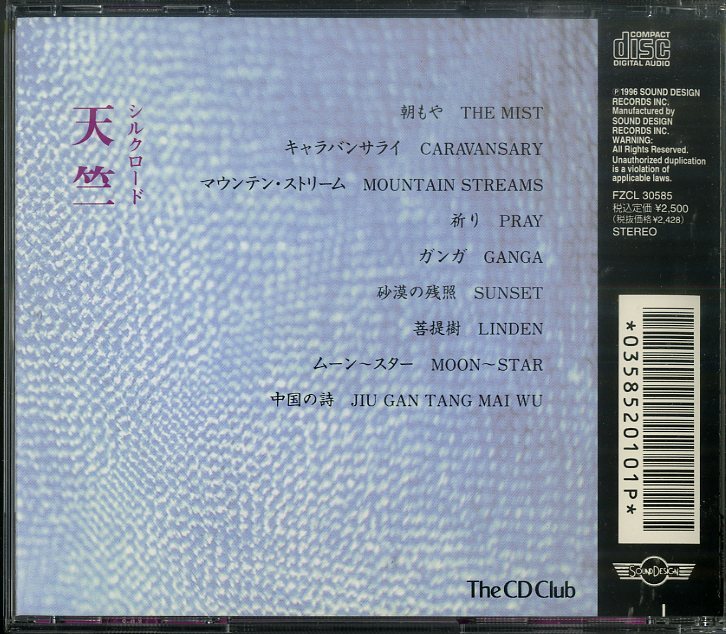 シルクロード
天竺
朝もや THE MIST
キャラバンサライ CARAVANSARY
マウンテン・ストリーム MOUNTAIN STREAMS
祈り PRAY
ガンガ GANGA
砂漠の残照 SUNSET
菩提樹 LINDEN
ムーン〜スター MOON〜STAR
中国の詩 JIU GAN TANG MAI WU
The CD Club
COMPACT
disc
DIGITAL AUDIO
℗1996 SOUND DESIGN
RECORDS INC.
Manufactured by
SOUND DESIGN
RECORDS INC.
WARNING:
All Rights Reserved.
Unauthorized duplication
is a violation of
applicable laws.
FZCL 30585
税込定価 ¥2,500
(税抜価格 ¥2,428)
STEREO
*0358520101P*
SOUND DESIGN